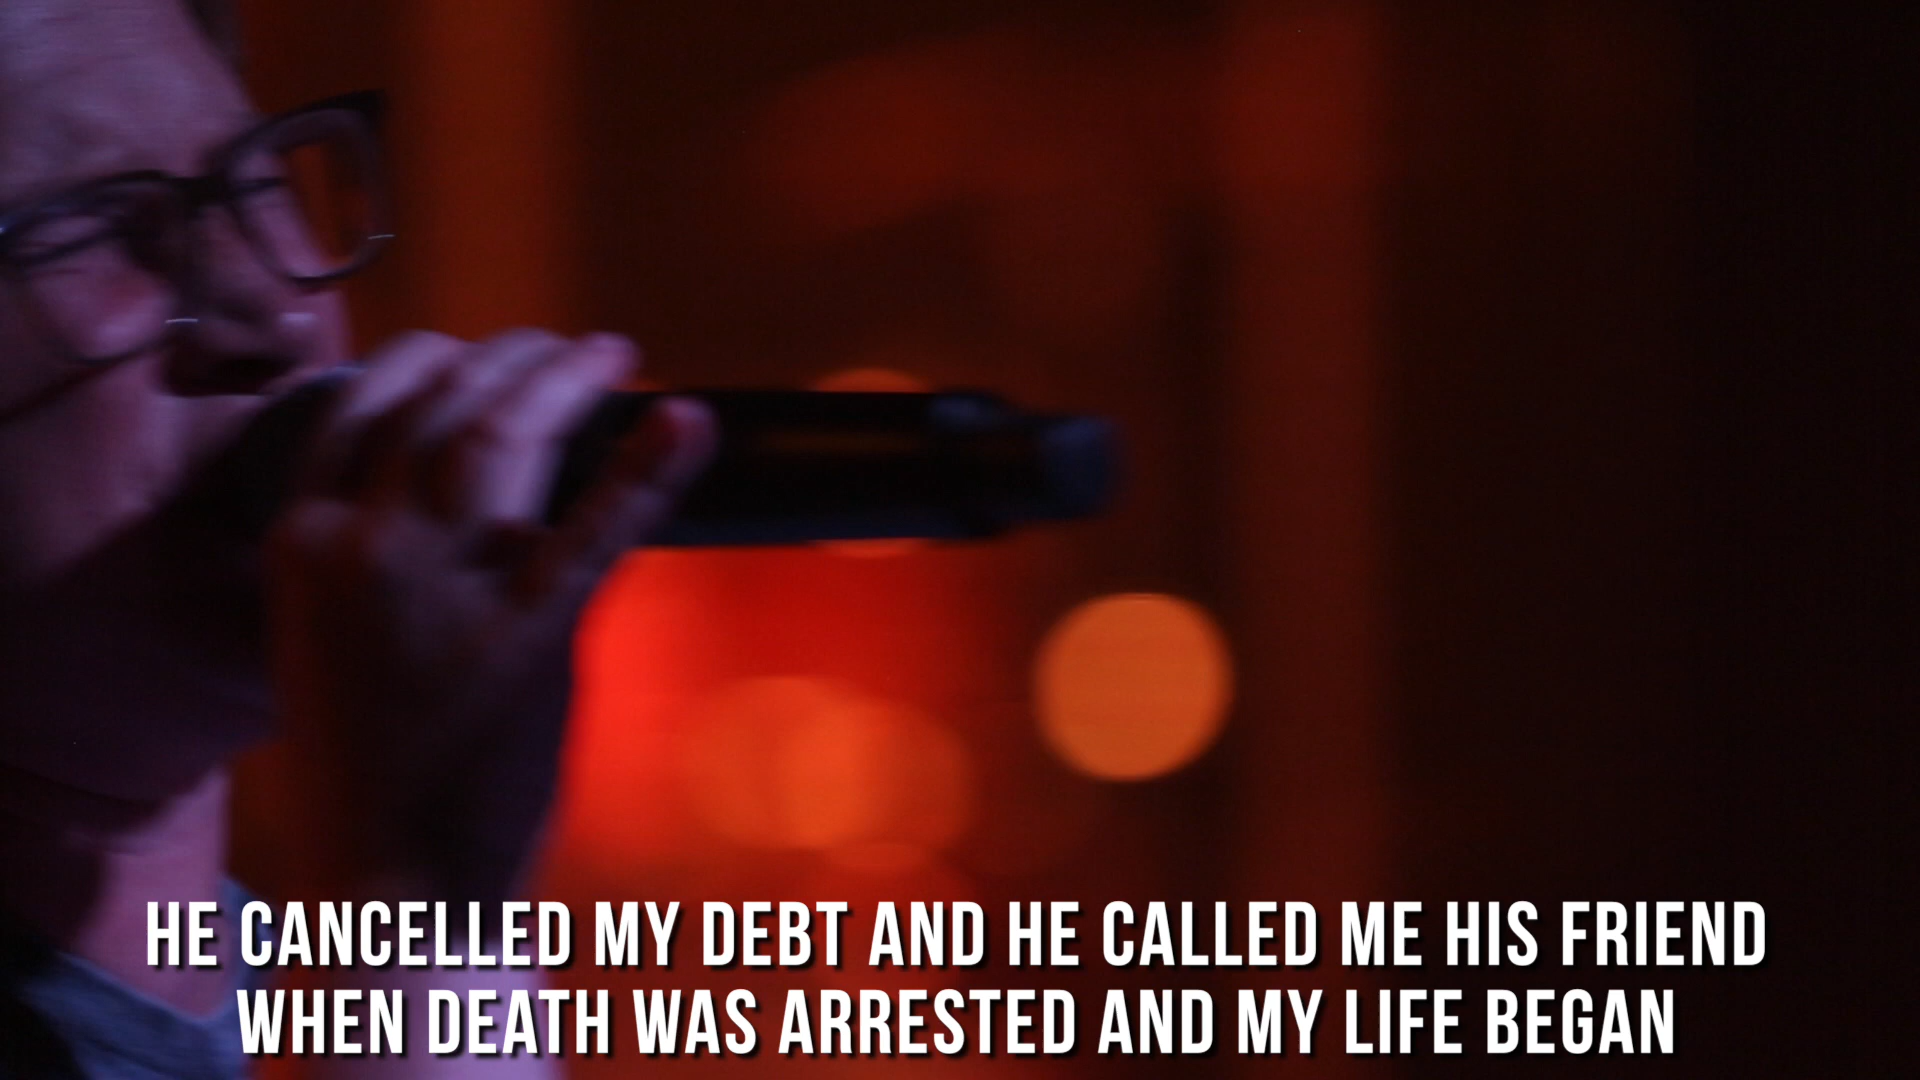 HE CANCELLED MY DEBT AND HE CALLED ME HIS FRIEND
WHEN DEATH WAS ARRESTED AND MY LIFE BEGAN